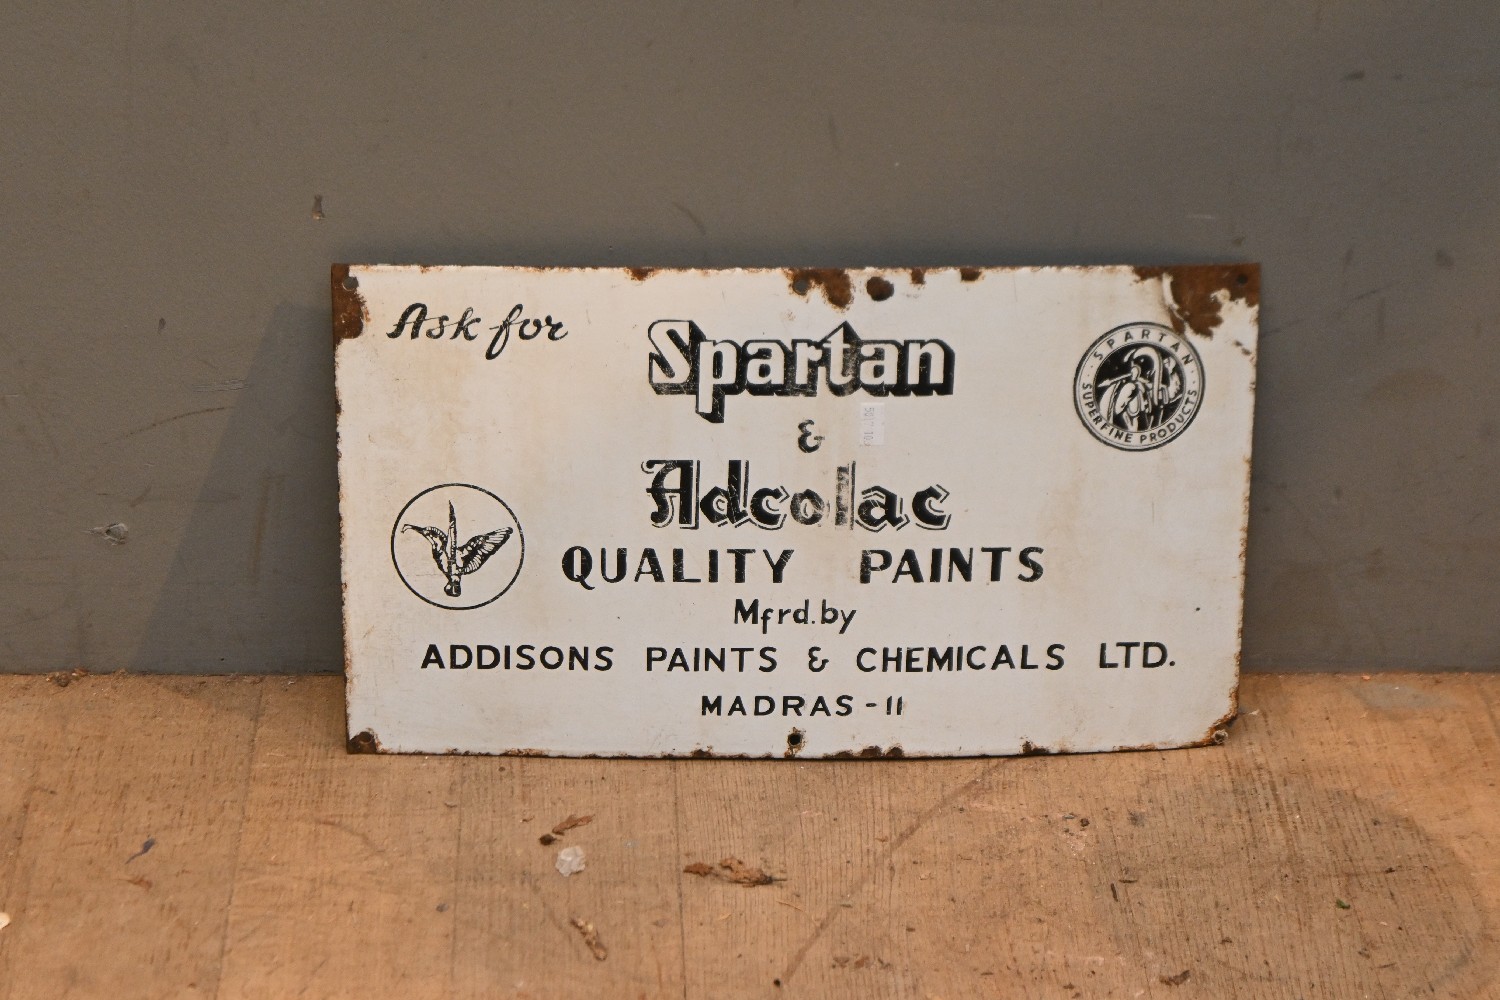 Ask for
Spartan
&
Adcolac
QUALITY PAINTS
Mfrd.by
ADDISONS PAINTS & CHEMICALS LTD.
MADRAS - 11
SPARTAN
SUPERFINE PRODUCTS